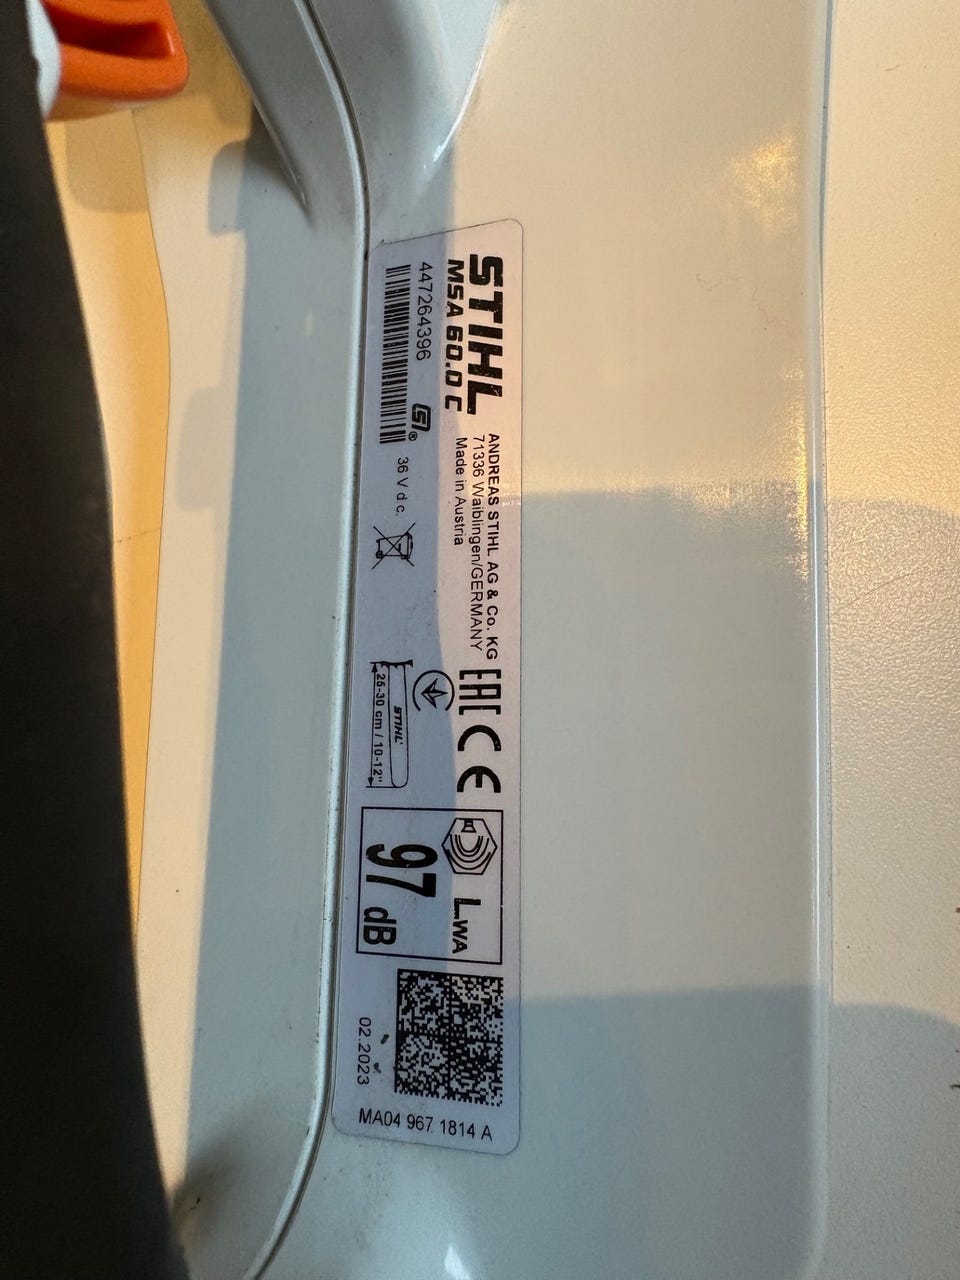 STIHL
MSA 60.0 C
447264396
ANDREAS STIHL AG & Co. KG
71336 Waiblingen/GERMANY
Made in Austria
36 V d.c.
EAC CE
STIHL
25-30 cm / 10-12"
LWA
97 dB
02.2023
MA04 967 1814 A